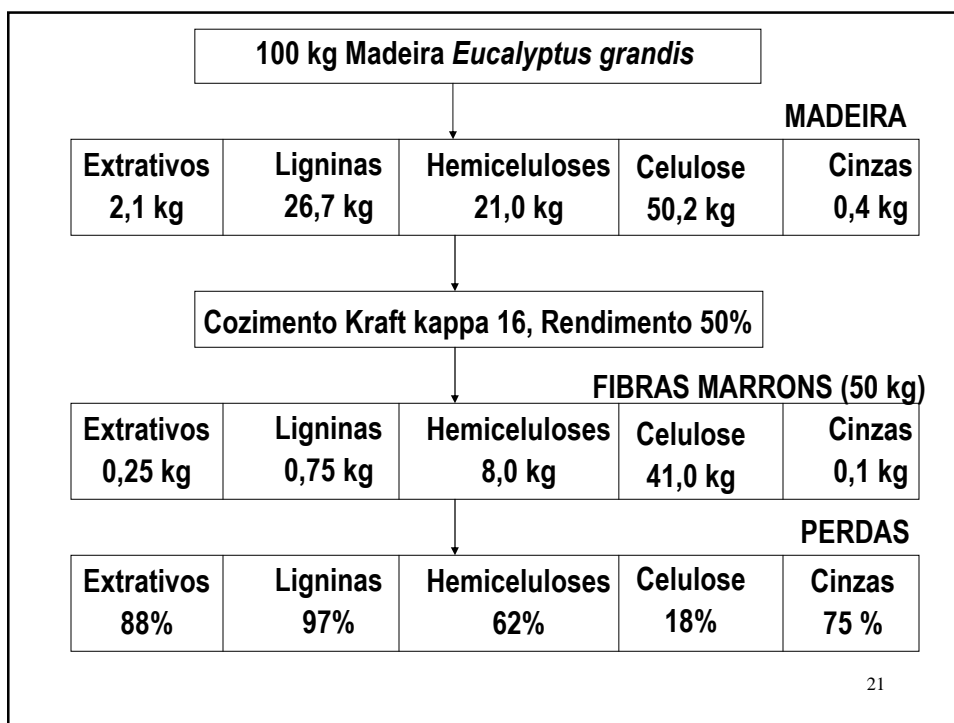 100 kg Madeira Eucalyptus grandis
MADEIRA
Extrativos Ligninas Hemiceluloses Celulose Cinzas
2,1 kg 26,7 kg 21,0 kg 50,2 kg 0,4 kg
Cozimento Kraft kappa 16, Rendimento 50%
FIBRAS MARRONS (50 kg)
Extrativos Ligninas Hemiceluloses Celulose Cinzas
0,25 kg 0,75 kg 8,0 kg 41,0 kg 0,1 kg
PERDAS
Extrativos Ligninas Hemiceluloses Celulose Cinzas
88% 97% 62% 18% 75 %
21